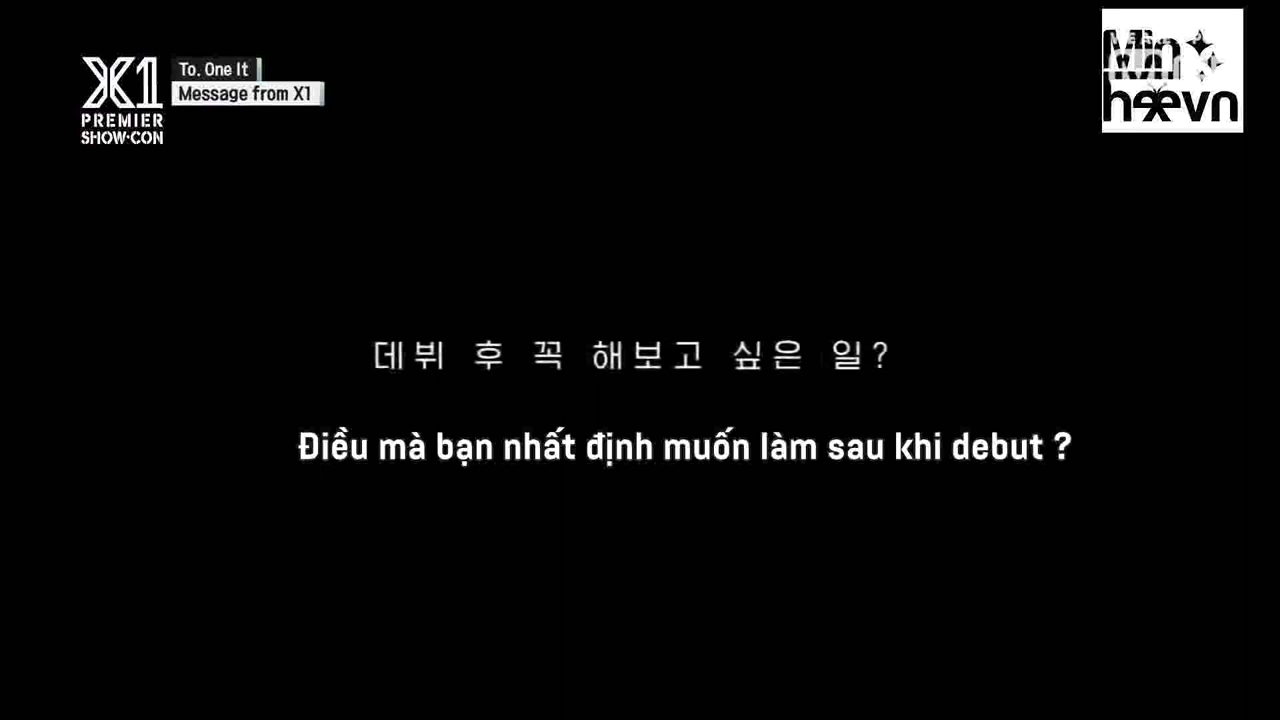 X1
PREMIER
SHOW·CON
To. One It
Message from X1
Min
heevn
데뷔 후 꼭 해보고 싶은 일?
Điều mà bạn nhất định muốn làm sau khi debut ?